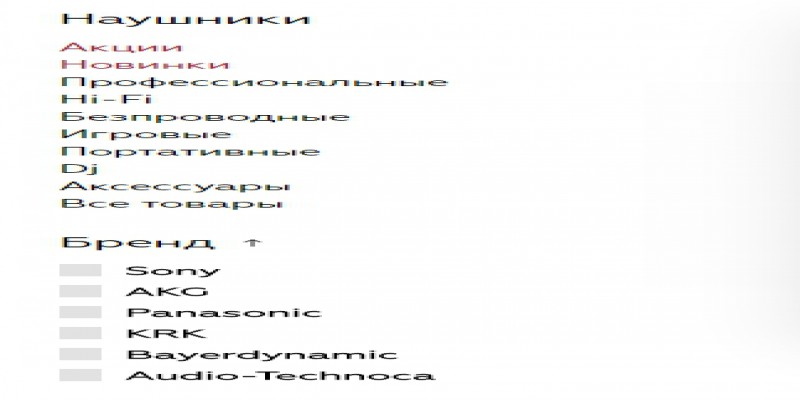 Наушники
Акции
Новинки
Профессиональные
Hi-Fi
Безпроводные
Игровые
Портативные
Dj
Аксессуары
Все товары
Бренд ↑
Sony
AKG
Panasonic
KRK
Bayerdynamic
Audio-Technoca